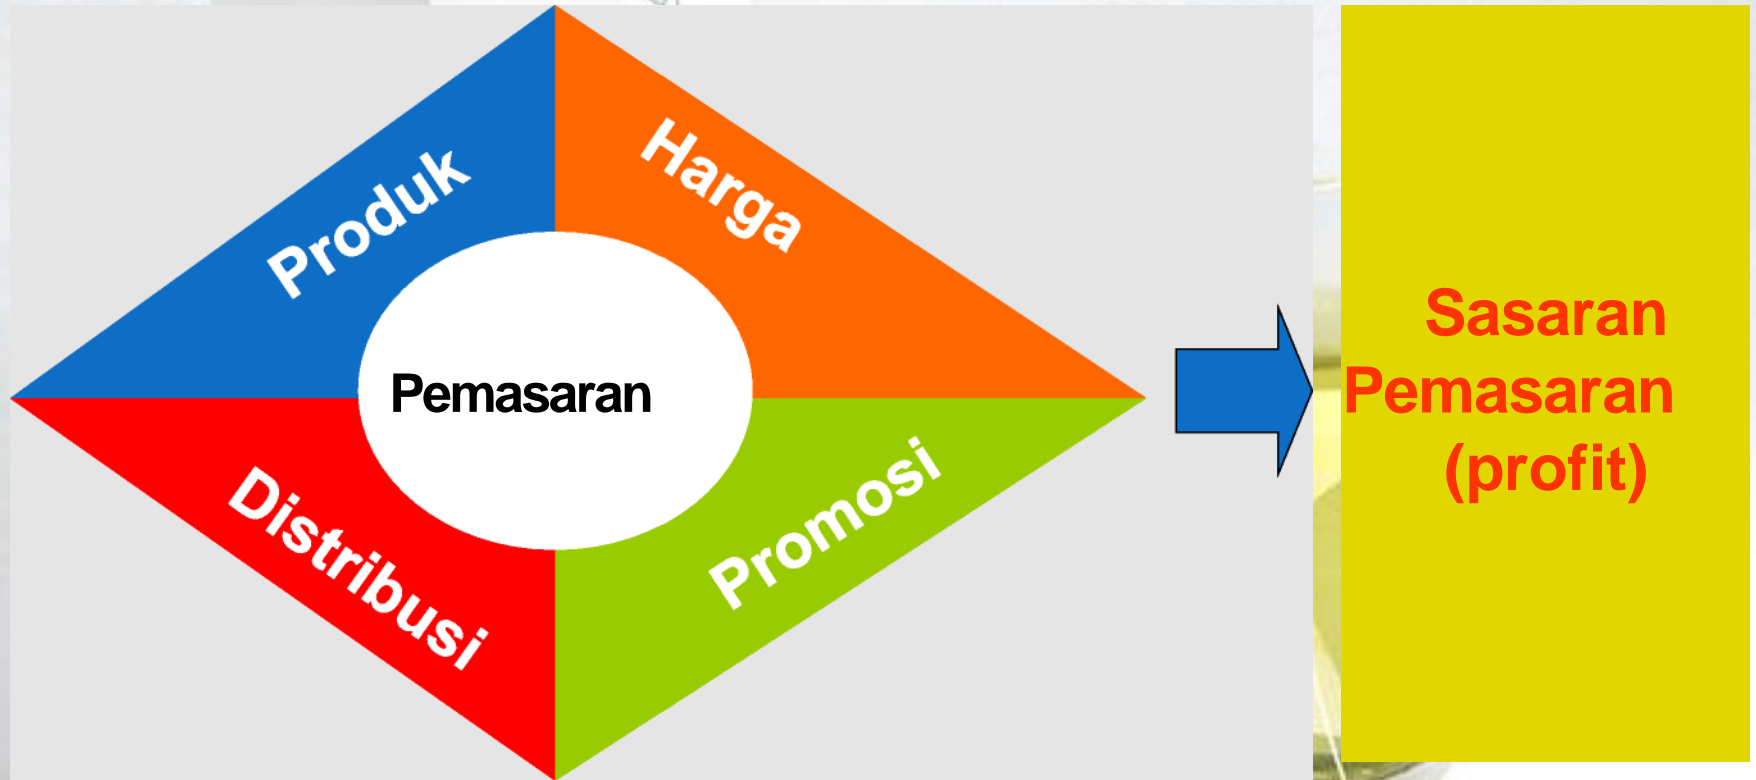 Produk
Harga
Pemasaran
Distribusi
Promosi
Sasaran
Pemasaran
(profit)